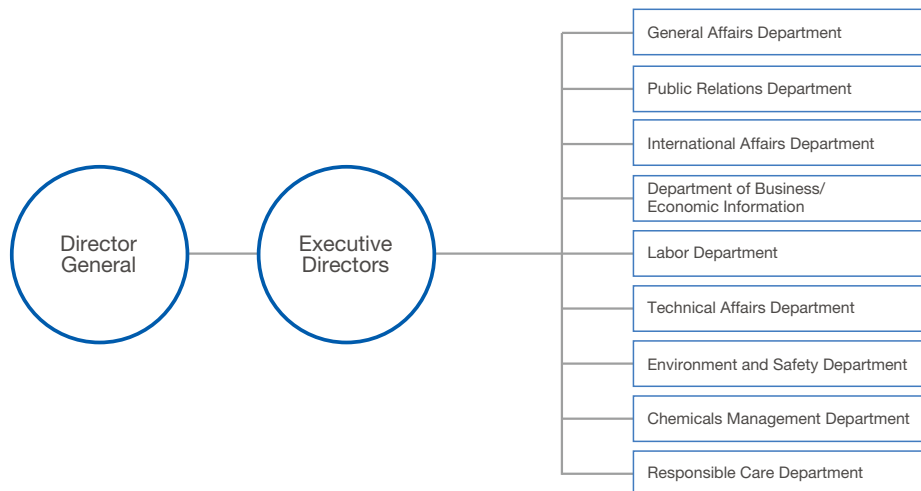 Director
General
Executive
Directors
General Affairs Department
Public Relations Department
International Affairs Department
Department of Business/
Economic Information
Labor Department
Technical Affairs Department
Environment and Safety Department
Chemicals Management Department
Responsible Care Department